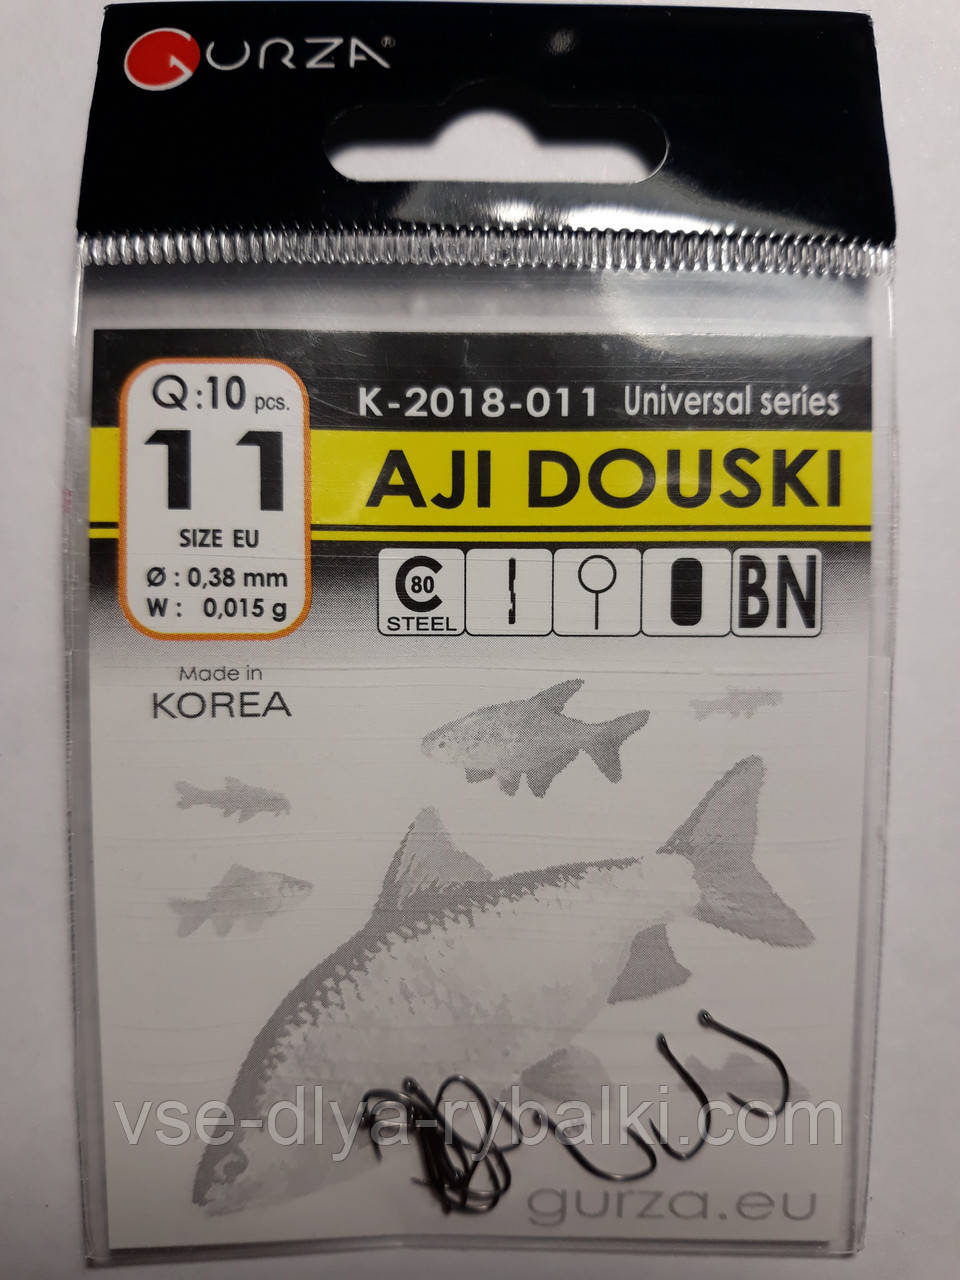 GURZA®
Q:10 pcs.
11
SIZE EU
Ø : 0,38 mm
W : 0,015 g
K-2018-011 Universal series
AJI DOUSKI
C 80 STEEL
BN
Made in
KOREA
vse-dlya-rybalki.com
gurza.eu